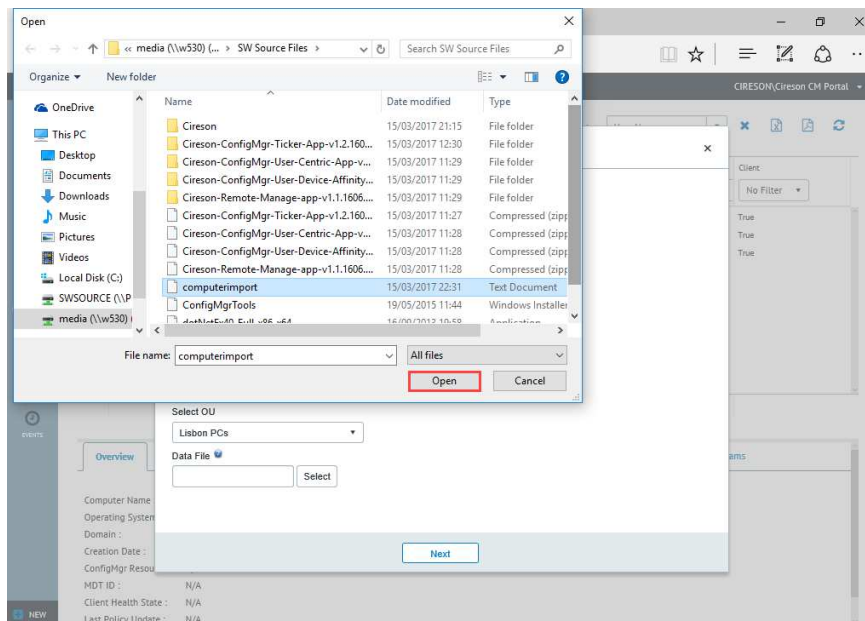 Open
« media (\\w530) (... > SW Source Files >
Search SW Source Files
Organize
New folder
CIRESON\Cireson CM Portal
OneDrive
This PC
Desktop
Documents
Downloads
Music
Pictures
Videos
Local Disk (C:)
SWSOURCE (\\P
media (\\w530) (
Name Date modified Type
Cireson 15/03/2017 21:15 File folder
Cireson-ConfigMgr-Ticker-App-v1.2.160... 15/03/2017 12:30 File folder
Cireson-ConfigMgr-User-Centric-App-v... 15/03/2017 11:29 File folder
Cireson-ConfigMgr-User-Device-Affinity... 15/03/2017 11:29 File folder
Cireson-Remote-Manage-app-v1.1.1606.... 15/03/2017 11:29 File folder
Cireson-ConfigMgr-Ticker-App-v1.2.160... 15/03/2017 11:27 Compressed (zipp
Cireson-ConfigMgr-User-Centric-App-v... 15/03/2017 11:28 Compressed (zipp
Cireson-ConfigMgr-User-Device-Affinity... 15/03/2017 11:28 Compressed (zipp
Cireson-Remote-Manage-app-v1.1.1606.... 15/03/2017 11:28 Compressed (zipp
computerimport 15/03/2017 22:31 Text Document
ConfigMgrTools 19/05/2015 11:44 Windows Installer
dotNetFx40_Full_x86_x64 Application
File name: computerimport
All files
Open
Cancel
Client
No Filter
True
True
True
EVENTS
Select OU
Lisbon PCs
Data File
Select
Next
Overview
ams
Computer Name
Operating System
Domain :
Creation Date :
ConfigMgr Resou
MDT ID : N/A
Client Health State : N/A
Last Policy Update : N/A
NEW